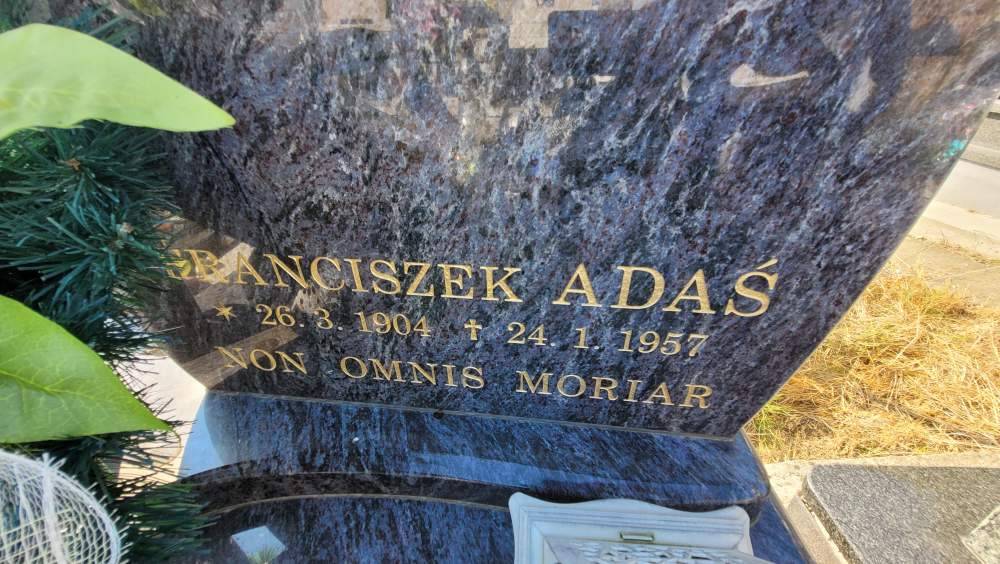 FRANCISZEK ADAŚ
* 26. 3. 1904 ✝ 24. 1. 1957
NON OMNIS MORIAR